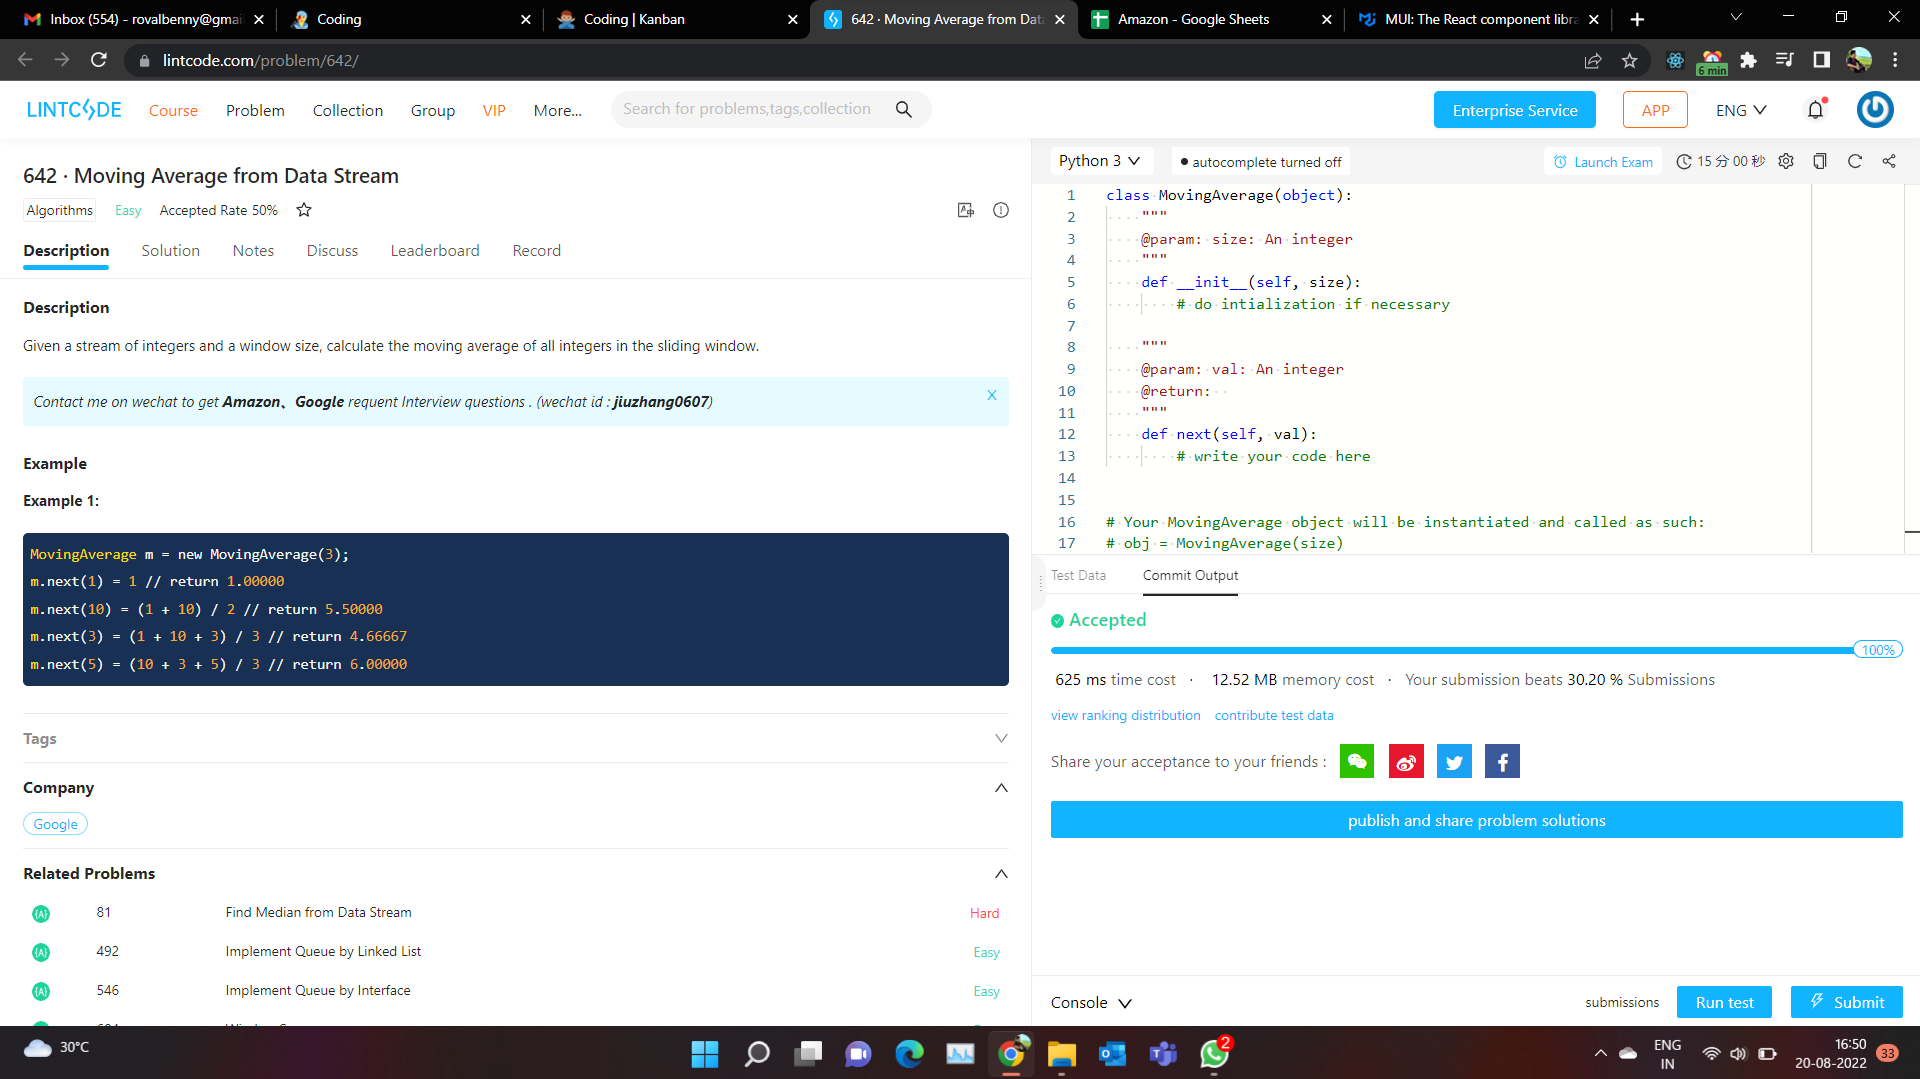 Inbox (554) - rovalbenny@gmai
Coding
Coding | Kanban
642 · Moving Average from Data
Amazon - Google Sheets
MUI: The React component libra
lintcode.com/problem/642/
6 min
LINTCODE
Course
Problem
Collection
Group
VIP
More...
Search for problems,tags,collection
Enterprise Service
APP
ENG
642 · Moving Average from Data Stream
Algorithms
Easy
Accepted Rate 50%
Description
Solution
Notes
Discuss
Leaderboard
Record
Description
Given a stream of integers and a window size, calculate the moving average of all integers in the sliding window.
Contact me on wechat to get Amazon、Google requent Interview questions . (wechat id : jiuzhang0607)
X
Example
Example 1:
MovingAverage m = new MovingAverage(3);
m.next(1) = 1 // return 1.00000
m.next(10) = (1 + 10) / 2 // return 5.50000
m.next(3) = (1 + 10 + 3) / 3 // return 4.66667
m.next(5) = (10 + 3 + 5) / 3 // return 6.00000
Tags
Company
Google
Related Problems
81 Find Median from Data Stream Hard
492 Implement Queue by Linked List Easy
546 Implement Queue by Interface Easy
Python 3
● autocomplete turned off
Launch Exam
15 分 00 秒
1 class MovingAverage(object):
2 """
3 @param: size: An integer
4 """
5 def __init__(self, size):
6 # do intialization if necessary
7
8 """
9 @param: val: An integer
10 @return:
11 """
12 def next(self, val):
13 # write your code here
14
15
16 # Your MovingAverage object will be instantiated and called as such:
17 # obj = MovingAverage(size)
Test Data
Commit Output
Accepted
100%
625 ms time cost · 12.52 MB memory cost · Your submission beats 30.20 % Submissions
view ranking distribution
contribute test data
Share your acceptance to your friends :
publish and share problem solutions
Console
submissions
Run test
Submit
30°C
2
ENG
IN
16:50
20-08-2022
33